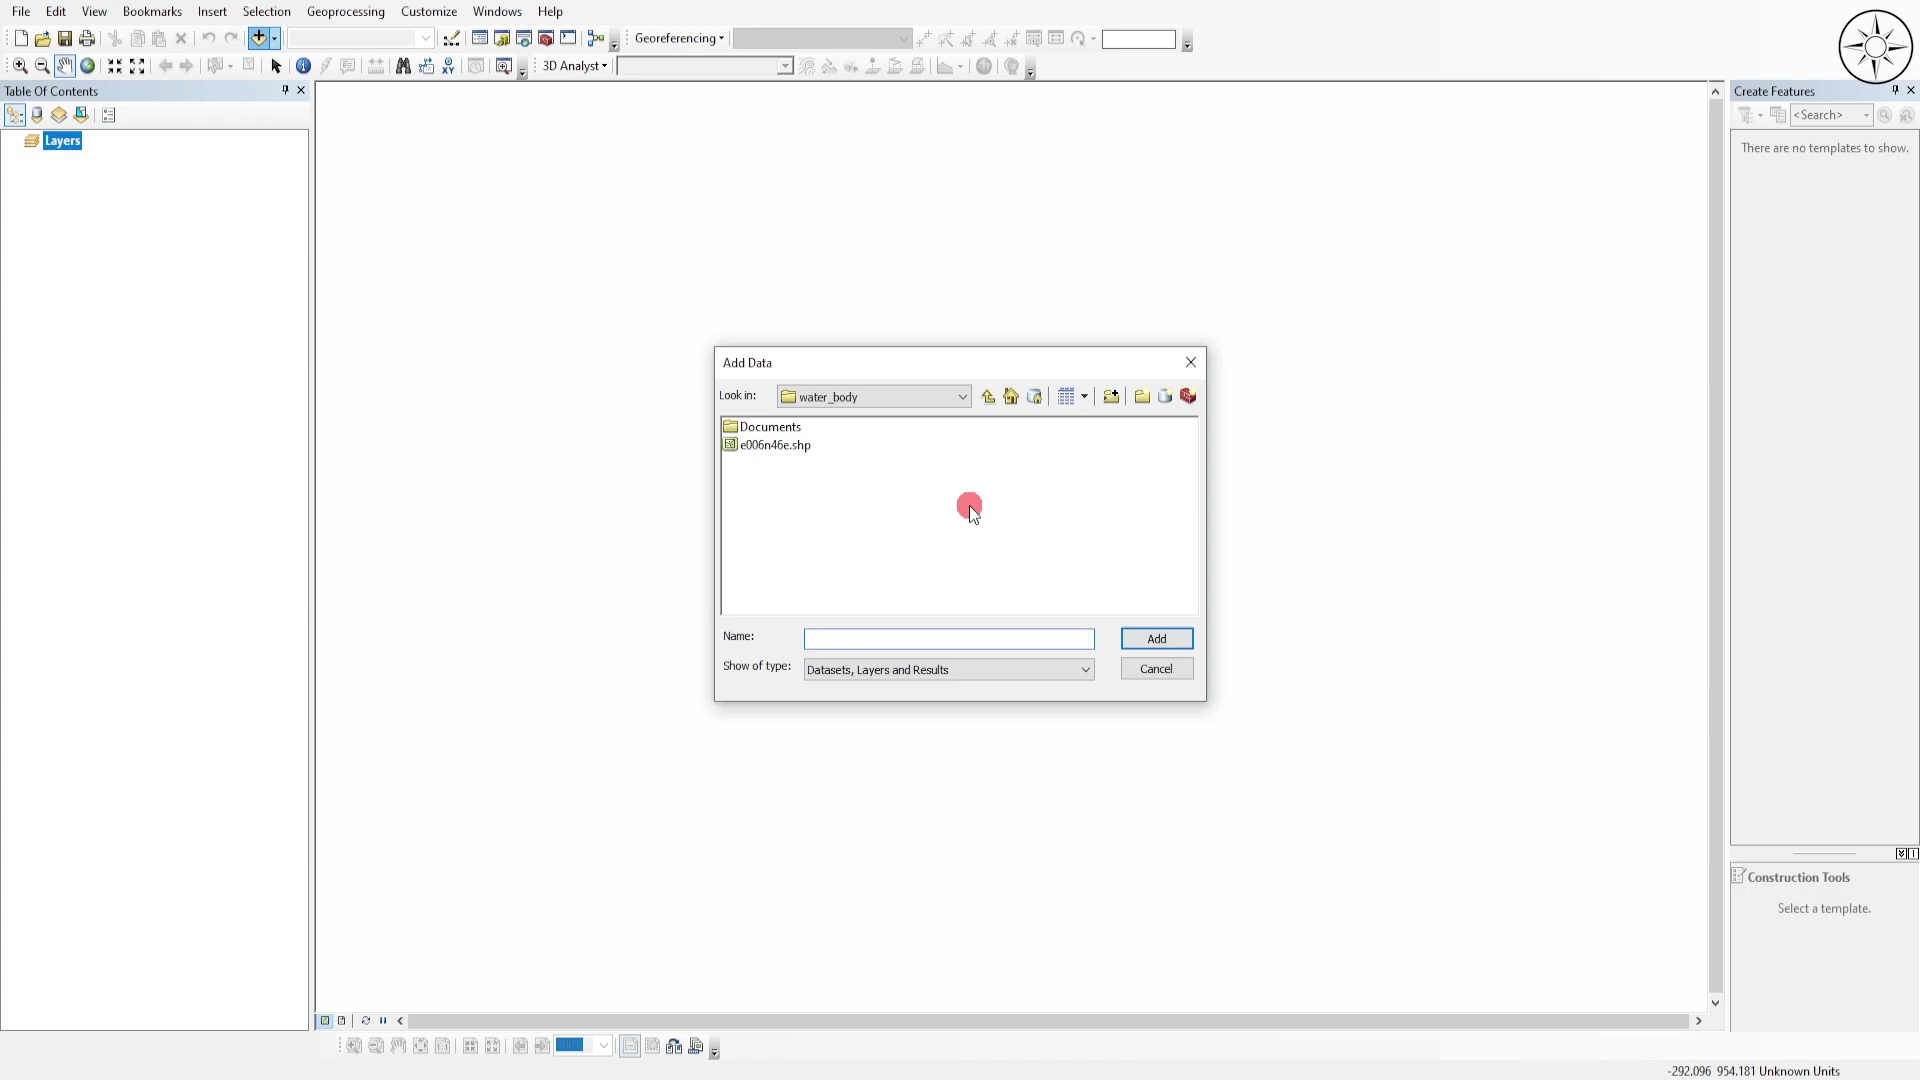 File Edit View Bookmarks Insert Selection Geoprocessing Customize Windows Help
Georeferencing
3D Analyst
Table Of Contents
Layers
Create Features
<Search>
There are no templates to show.
Add Data
Look in: water_body
Documents
e006n46e.shp
Name: Add
Show of type: Datasets, Layers and Results Cancel
Construction Tools
Select a template.
-292.096 954.181 Unknown Units